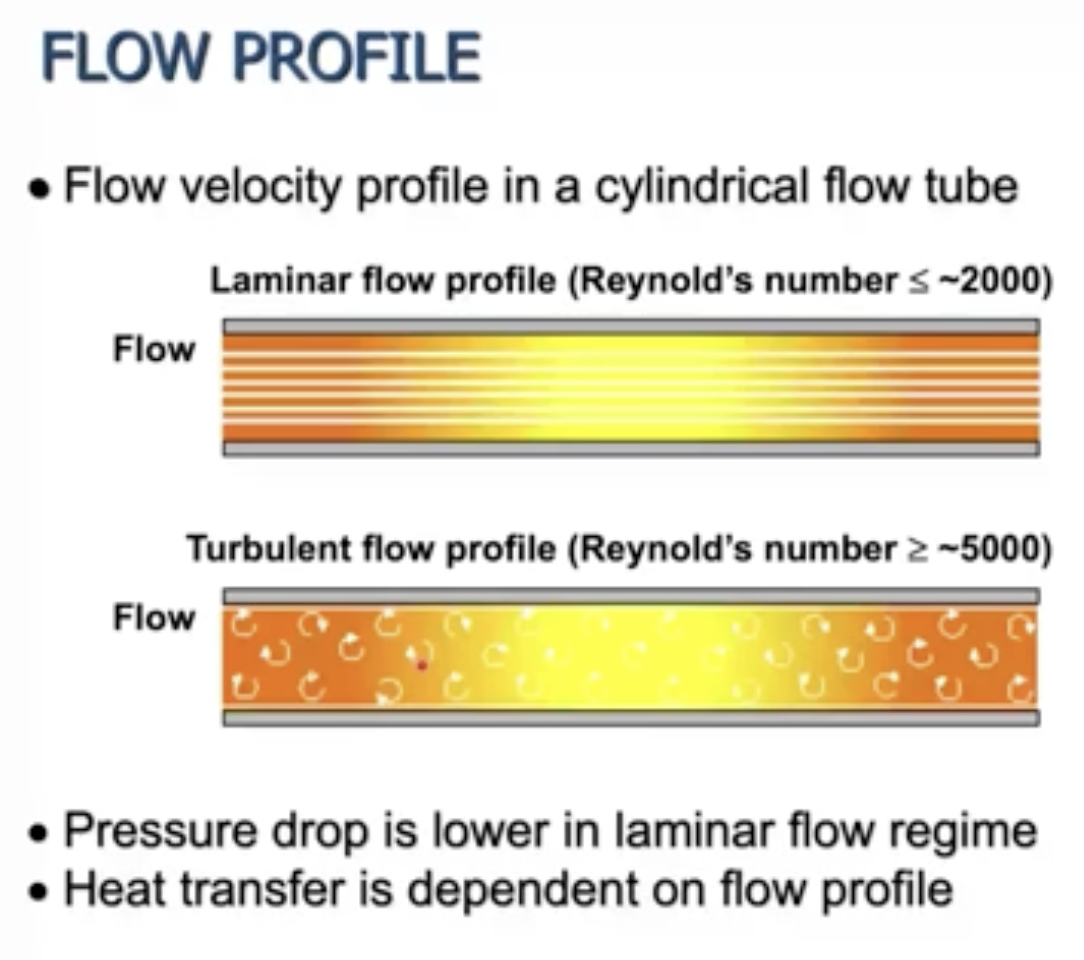 FLOW PROFILE
• Flow velocity profile in a cylindrical flow tube
Laminar flow profile (Reynold's number ≤ ~2000)
Flow
Turbulent flow profile (Reynold's number ≥ ~5000)
Flow
• Pressure drop is lower in laminar flow regime
• Heat transfer is dependent on flow profile